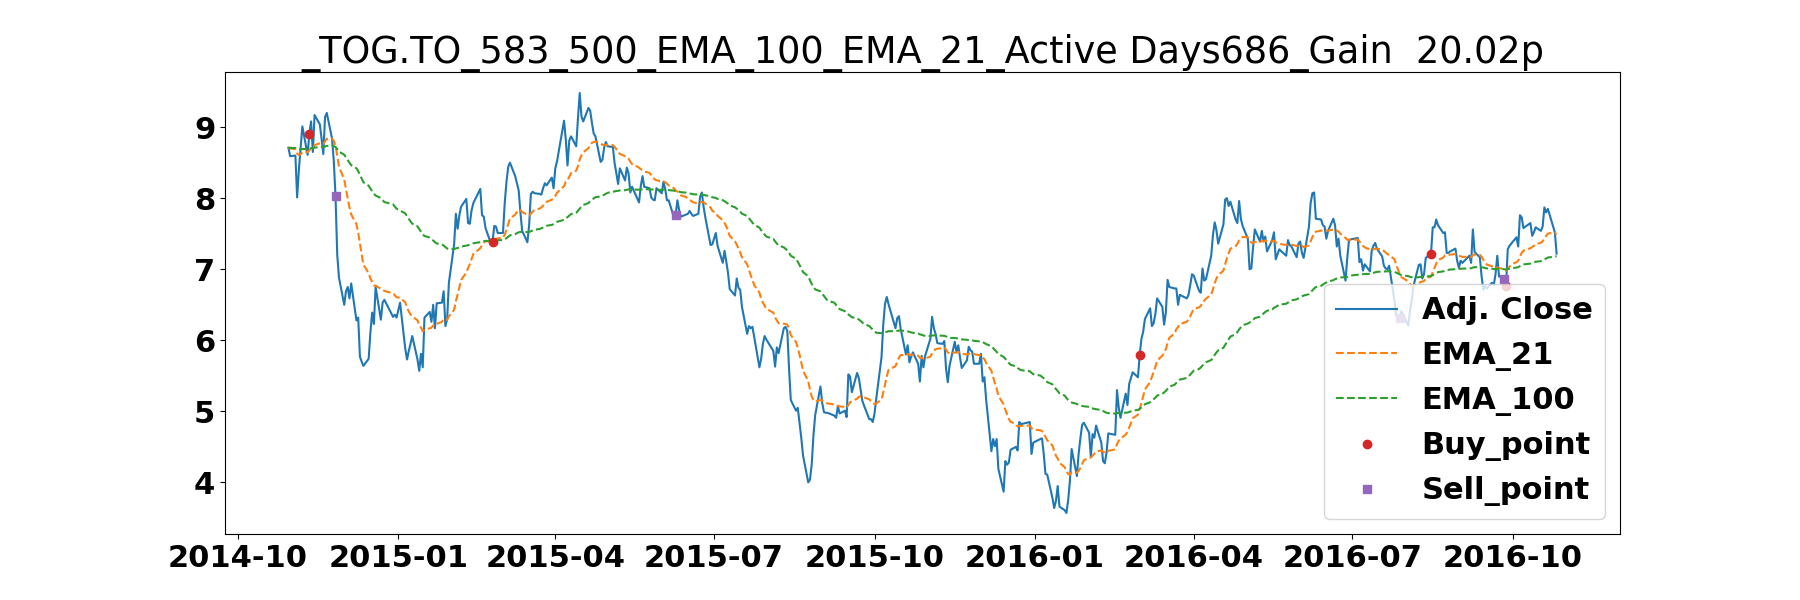 _TOG.TO_583_500_EMA_100_EMA_21_Active Days686_Gain  20.02p
9
8
7
6
5
4
Adj. Close
EMA_21
EMA_100
Buy_point
Sell_point
2014-10 2015-01 2015-04 2015-07 2015-10 2016-01 2016-04 2016-07 2016-10